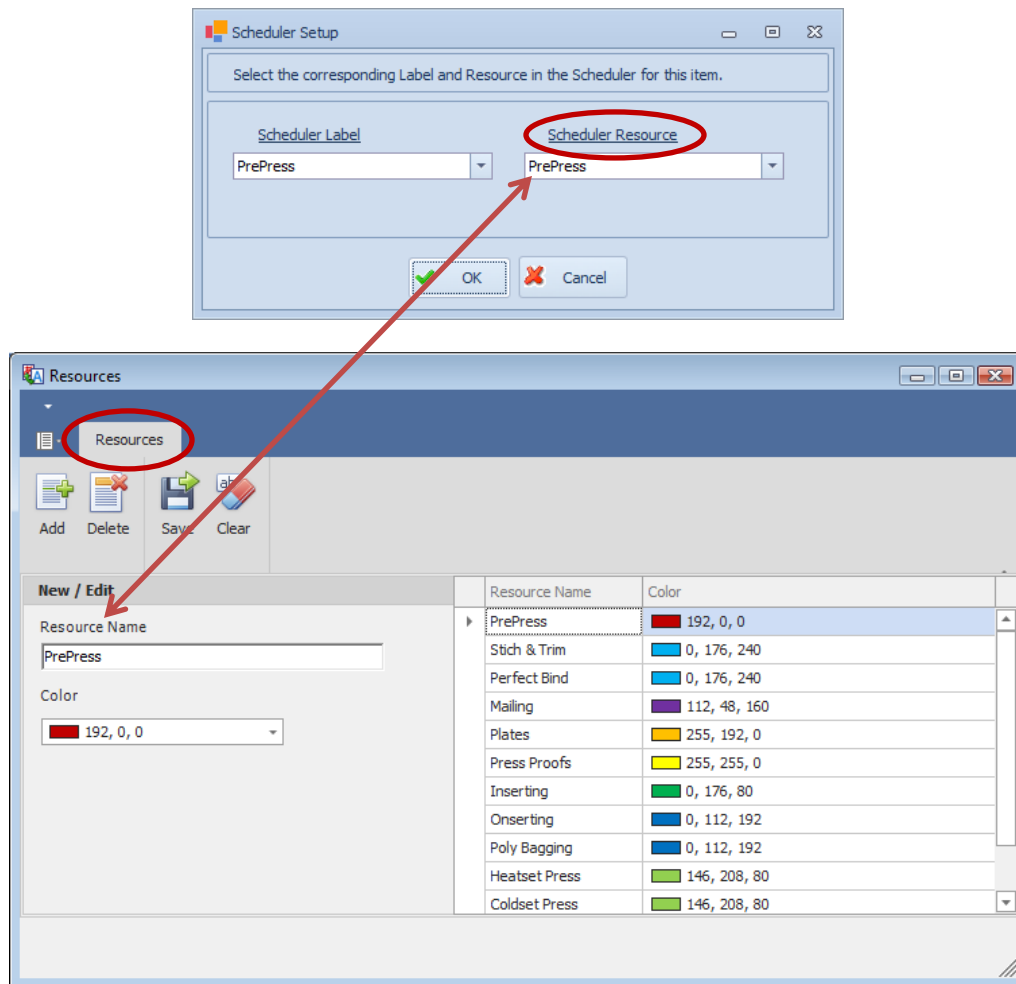 Scheduler Setup
Select the corresponding Label and Resource in the Scheduler for this item.
Scheduler Label Scheduler Resource
PrePress PrePress
OK Cancel
Resources
Resources
Add Delete Save Clear
New / Edit
Resource Name
PrePress
Color
192, 0, 0
Resource Name Color
PrePress 192, 0, 0
Stich & Trim 0, 176, 240
Perfect Bind 0, 176, 240
Mailing 112, 48, 160
Plates 255, 192, 0
Press Proofs 255, 255, 0
Inserting 0, 176, 80
Onserting 0, 112, 192
Poly Bagging 0, 112, 192
Heatset Press 146, 208, 80
Coldset Press 146, 208, 80